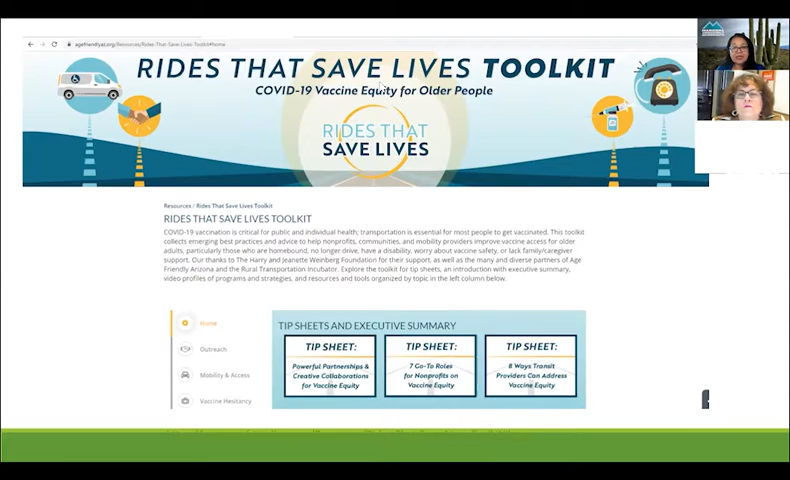 agefriendlyaz.org/Resources/Rides-That-Save-Lives-Toolkit#home
RIDES THAT SAVE LIVES TOOLKIT
COVID-19 Vaccine Equity for Older People
RIDES THAT
SAVE LIVES
Resources / Rides That Save Lives Toolkit
RIDES THAT SAVE LIVES TOOLKIT
COVID-19 vaccination is critical for public and individual health; transportation is essential for most people to get vaccinated. This toolkit
collects emerging best practices and advice to help nonprofits, communities, and mobility providers improve vaccine access for older
adults, particularly those who are homebound, no longer drive, have a disability, worry about vaccine safety, or lack family/caregiver
support. Our thanks to The Harry and Jeanette Weinberg Foundation for their support, as well as the many and diverse partners of Age
Friendly Arizona and the Rural Transportation Incubator. Explore the toolkit for tip sheets, an introduction with executive summary,
video profiles of programs and strategies, and resources and tools organized by topic in the left column below.
Home
Outreach
Mobility & Access
Vaccine Hesitancy
TIP SHEETS AND EXECUTIVE SUMMARY
TIP SHEET:
Powerful Partnerships &
Creative Collaborations
for Vaccine Equity
TIP SHEET:
7 Go-To Roles
for Nonprofits on
Vaccine Equity
TIP SHEET:
8 Ways Transit
Providers Can Address
Vaccine Equity